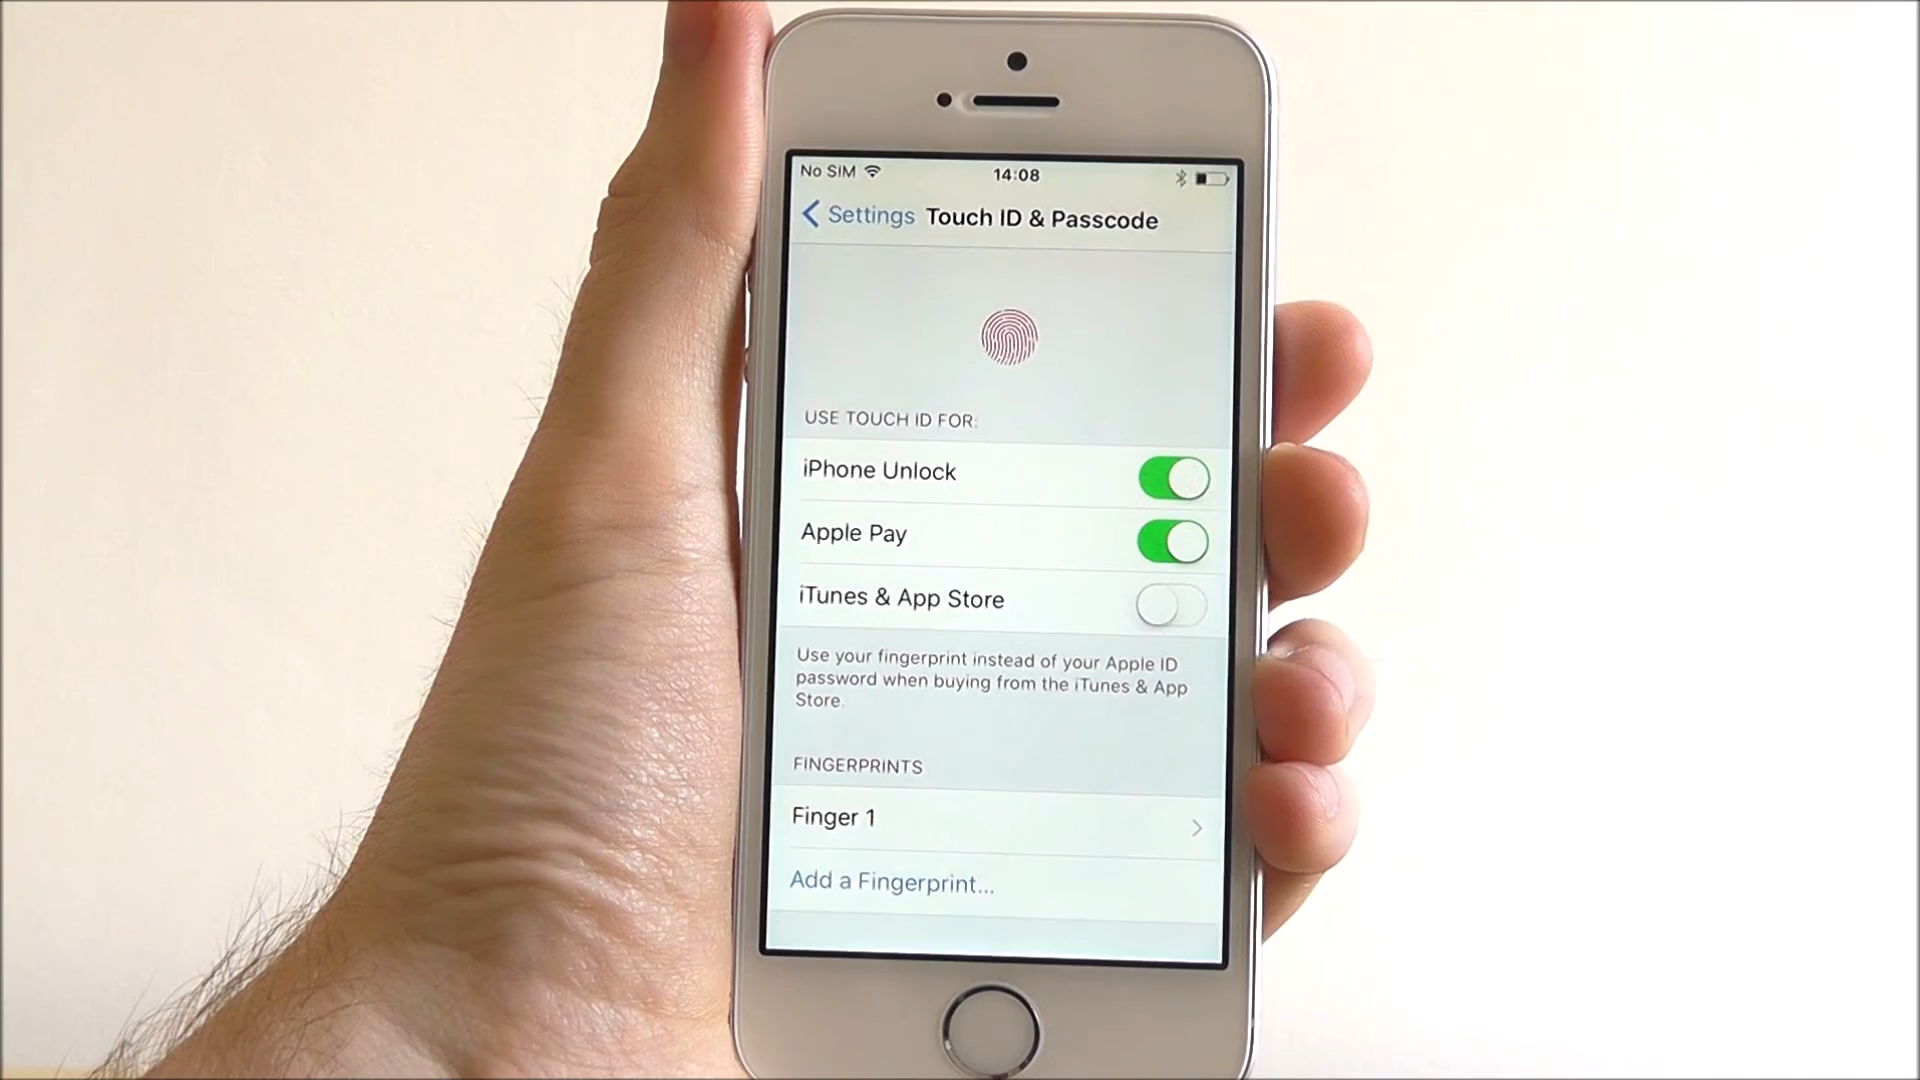 No SIM 14:08
Settings Touch ID & Passcode
USE TOUCH ID FOR:
iPhone Unlock
Apple Pay
iTunes & App Store
Use your fingerprint instead of your Apple ID
password when buying from the iTunes & App
Store.
FINGERPRINTS
Finger 1
Add a Fingerprint...